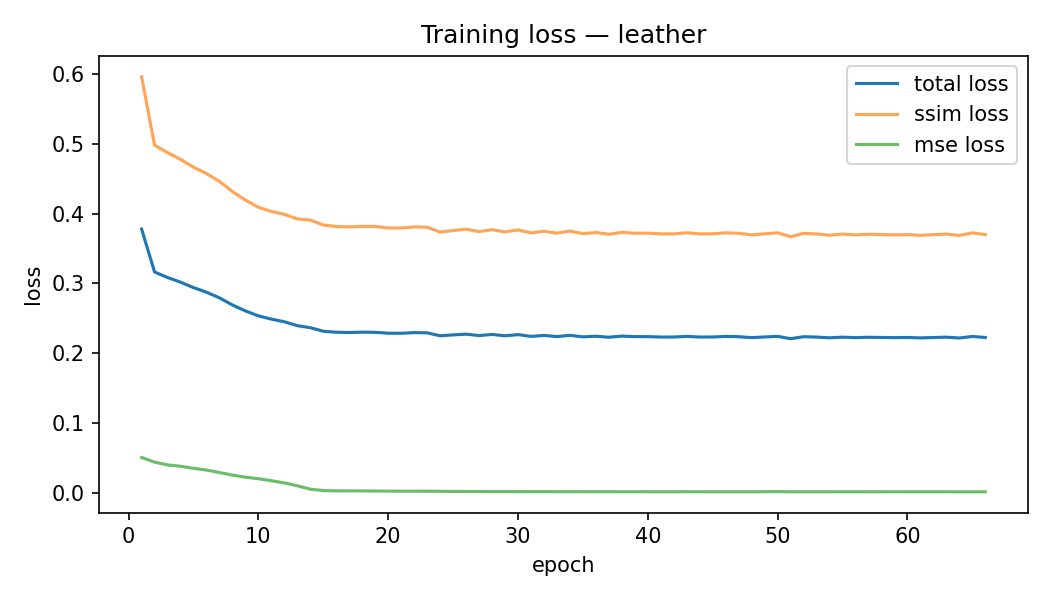 Training loss — leather
total loss
ssim loss
mse loss
0.6
0.5
0.4
0.3
0.2
0.1
0.0
loss
0 10 20 30 40 50 60
epoch